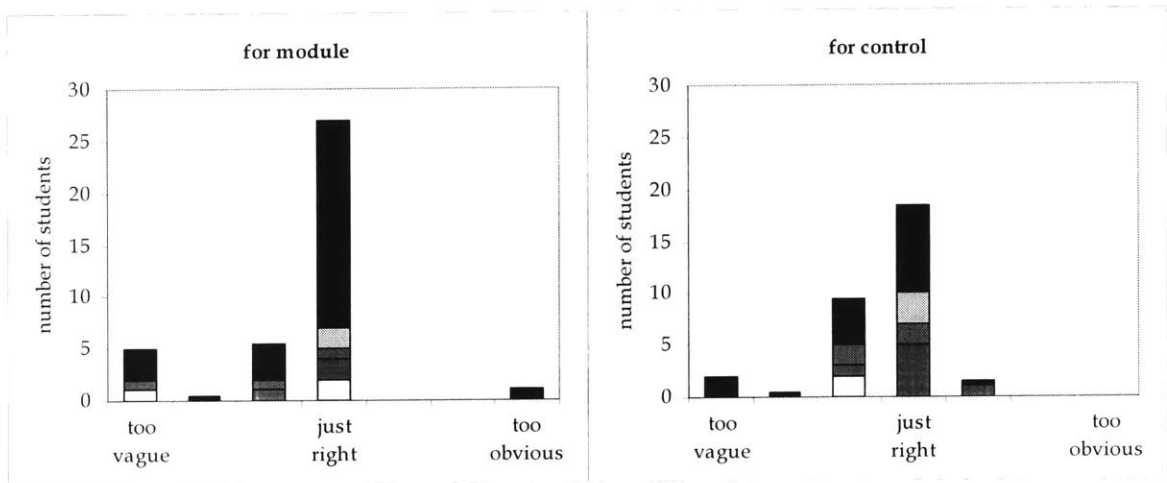 for module
number of students
30
25
20
15
10
5
0
too vague
just right
too obvious
for control
number of students
30
25
20
15
10
5
0
too vague
just right
too obvious